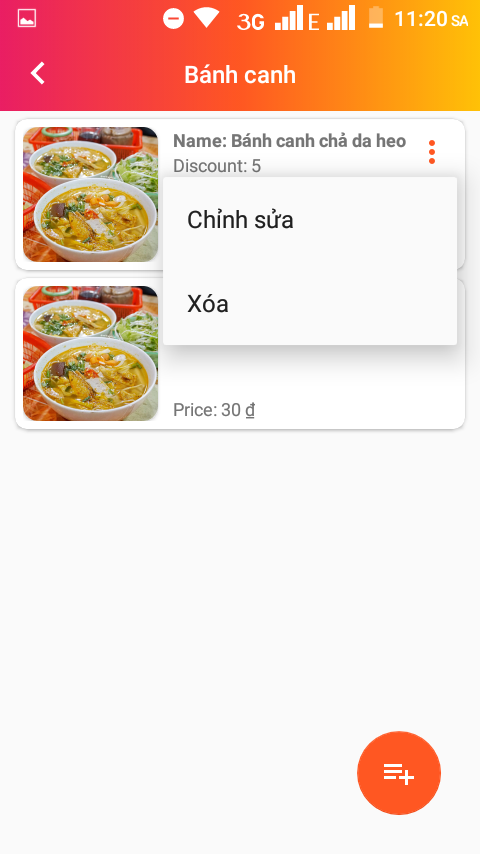 3G E 11:20 SA
Bánh canh
Name: Bánh canh chả da heo
Discount: 5
Chỉnh sửa
Xóa
Price: 30 ₫